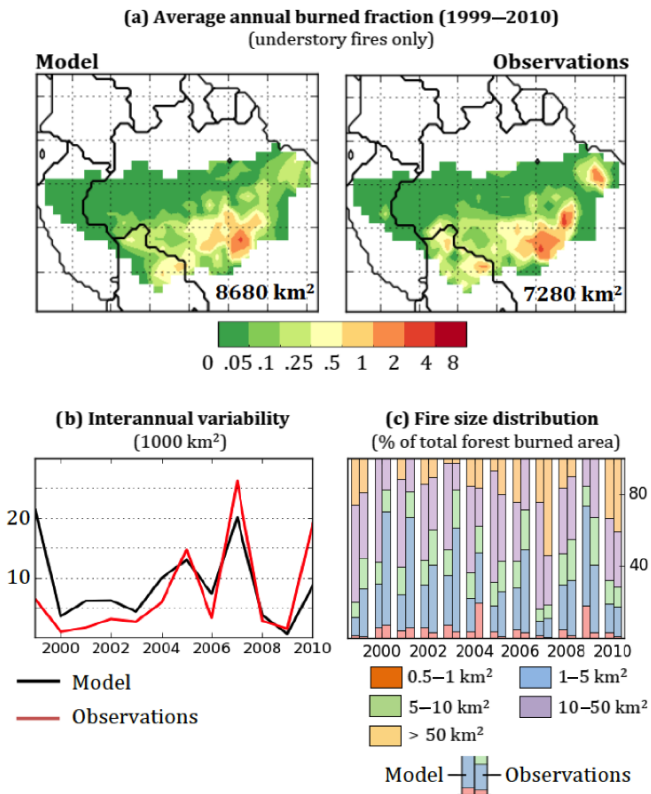 (a) Average annual burned fraction (1999—2010)
(understory fires only)
Model
Observations
8680 km²
7280 km²
0 .05 .1 .25 .5 1 2 4 8
(b) Interannual variability
(1000 km²)
20
10
2000 2002 2004 2006 2008 2010
Model
Observations
(c) Fire size distribution
(% of total forest burned area)
80
40
2000 2002 2004 2006 2008 2010
0.5—1 km²
1—5 km²
5—10 km²
10—50 km²
> 50 km²
Model
Observations